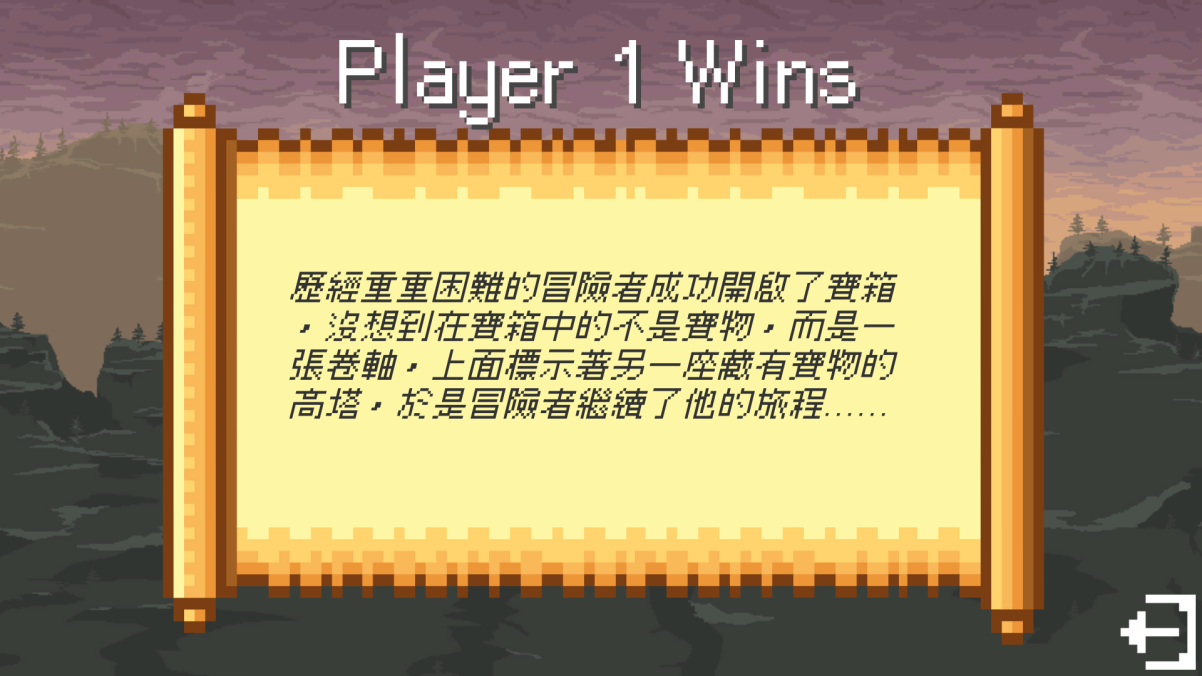 Player 1 Wins
歷經重重困難的冒險者成功開啟了寶箱
，沒想到在寶箱中的不是寶物，而是一
張卷軸，上面標示著另一座藏有寶物的
高塔，於是冒險者繼續了他的旅程......